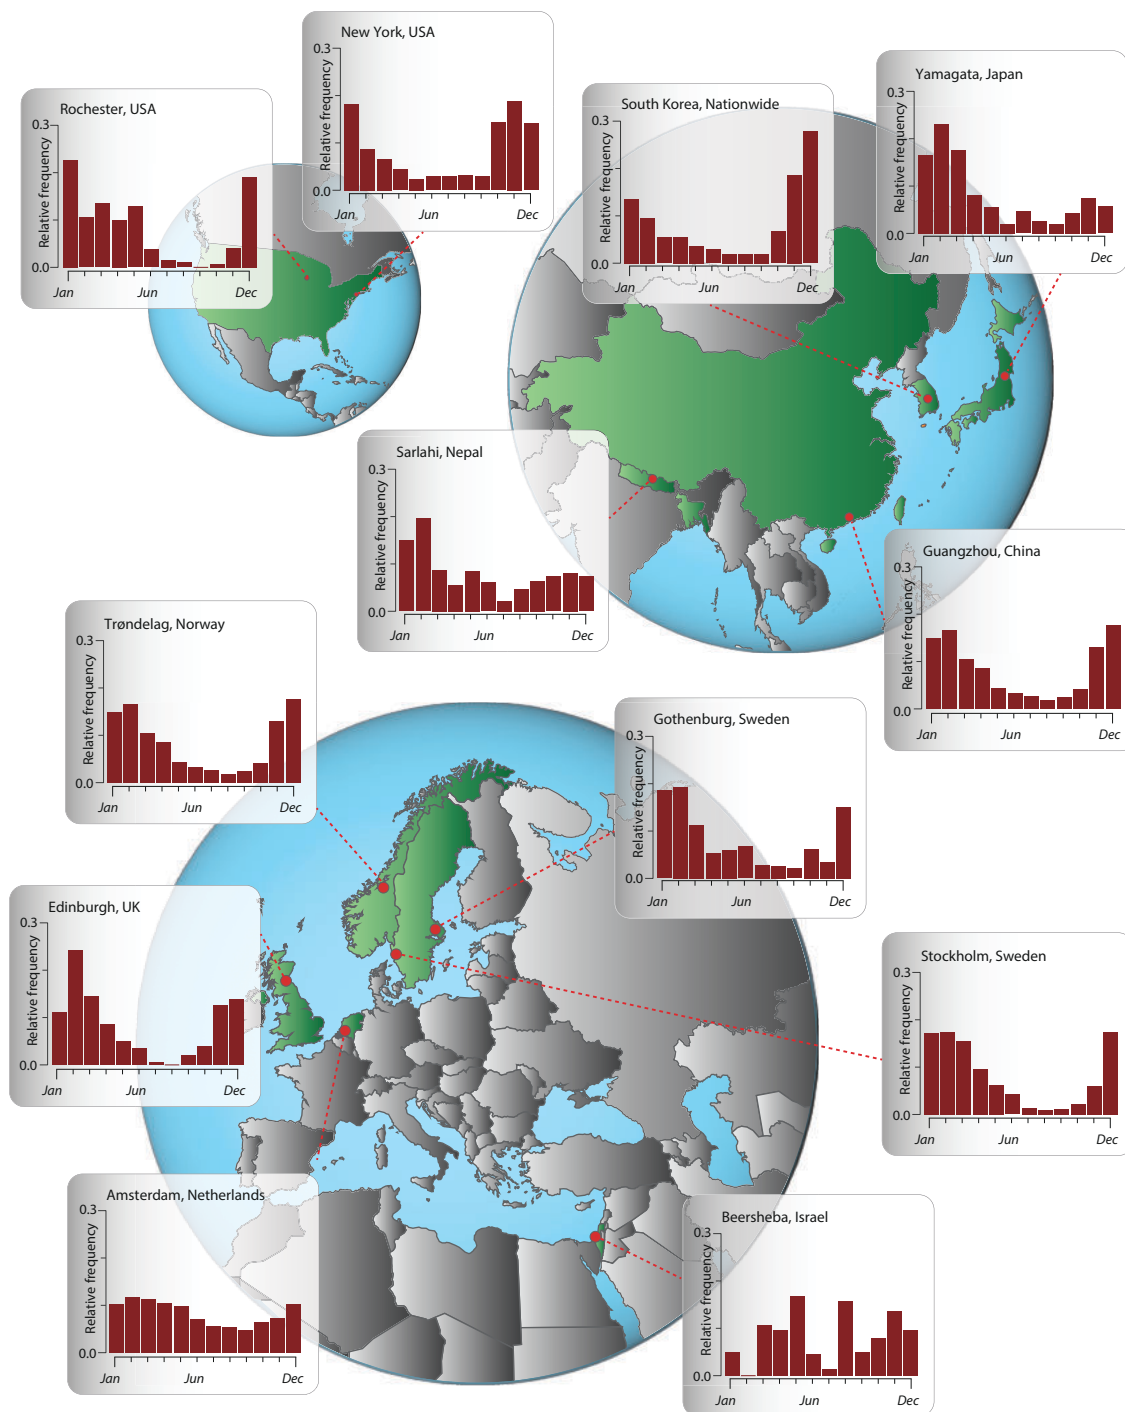 New York, USA
0.3
Relative frequency
0.0
Jan
Jun
Dec
Rochester, USA
0.3
Relative frequency
0.0
Jan
Jun
Dec
South Korea, Nationwide
0.3
Relative frequency
0.0
Jan
Jun
Dec
Yamagata, Japan
0.3
Relative frequency
0.0
Jan
Jun
Dec
Sarlahi, Nepal
0.3
Relative frequency
0.0
Jan
Jun
Dec
Guangzhou, China
0.3
Relative frequency
0.0
Jan
Jun
Dec
Trøndelag, Norway
0.3
Relative frequency
0.0
Jan
Jun
Dec
Gothenburg, Sweden
0.3
Relative frequency
0.0
Jan
Jun
Dec
Edinburgh, UK
0.3
Relative frequency
0.0
Jan
Jun
Dec
Stockholm, Sweden
0.3
Relative frequency
0.0
Jan
Jun
Dec
Amsterdam, Netherlands
0.3
Relative frequency
0.0
Jan
Jun
Dec
Beersheba, Israel
0.3
Relative frequency
0.0
Jan
Jun
Dec